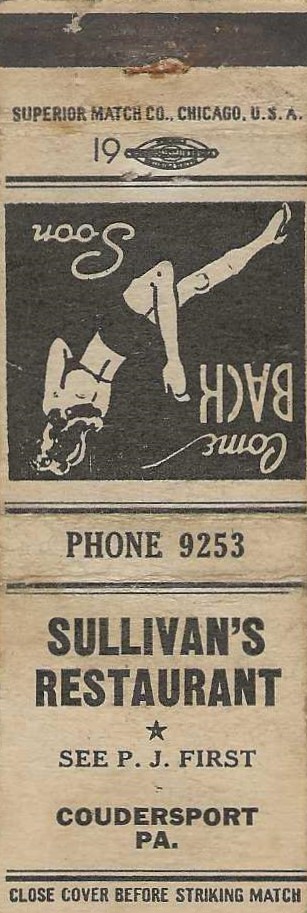 SUPERIOR MATCH CO., CHICAGO, U.S.A.
19
Come
BACK
Soon
PHONE 9253
SULLIVAN'S
RESTAURANT
SEE P. J. FIRST
COUDERSPORT
PA.
CLOSE COVER BEFORE STRIKING MATCH